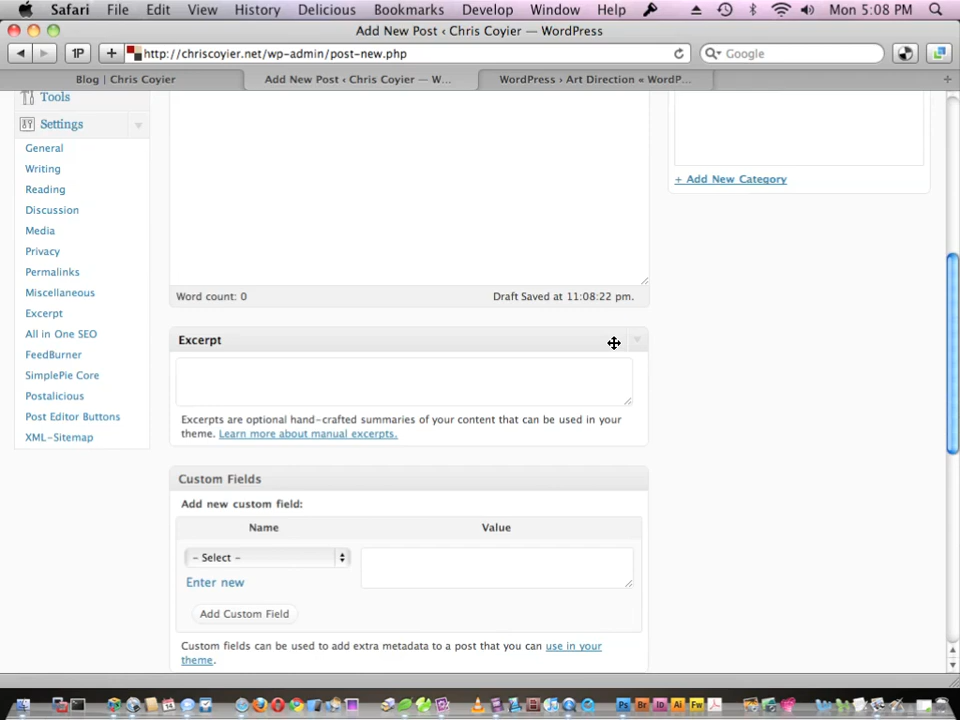 Safari File Edit View History Delicious Bookmarks Develop Window Help Mon 5:08 PM
Add New Post ‹ Chris Coyier — WordPress
1P + http://chriscoyier.net/wp-admin/post-new.php Google
Blog | Chris Coyier Add New Post ‹ Chris Coyier — W... WordPress › Art Direction « WordP...
Tools
Settings
General
Writing
Reading
Discussion
Media
Privacy
Permalinks
Miscellaneous
Excerpt
All in One SEO
FeedBurner
SimplePie Core
Postalicious
Post Editor Buttons
XML-Sitemap
+ Add New Category
Word count: 0 Draft Saved at 11:08:22 pm.
Excerpt
Excerpts are optional hand-crafted summaries of your content that can be used in your
theme. Learn more about manual excerpts.
Custom Fields
Add new custom field:
Name Value
- Select -
Enter new
Add Custom Field
Custom fields can be used to add extra metadata to a post that you can use in your
theme.
Ps Br Id Ai Fw